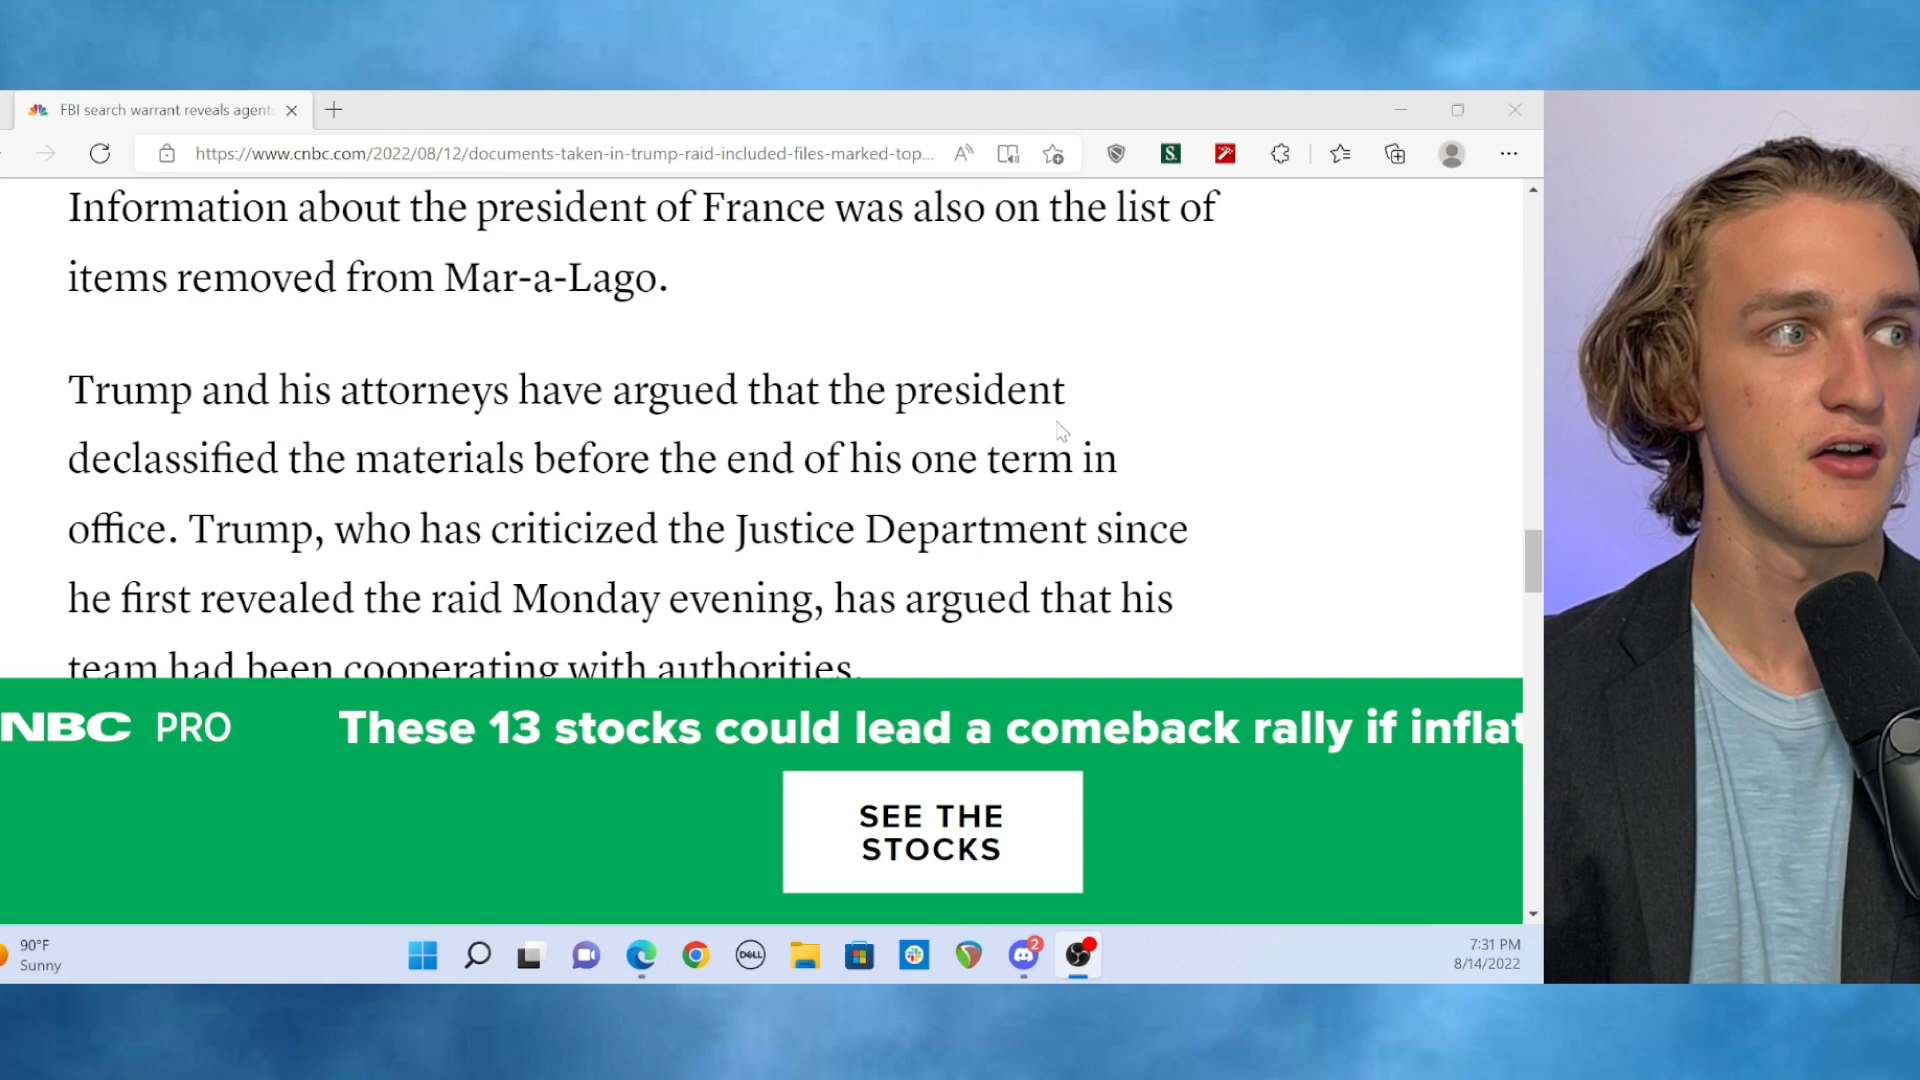 FBI search warrant reveals agent
https://www.cnbc.com/2022/08/12/documents-taken-in-trump-raid-included-files-marked-top...
Information about the president of France was also on the list of
items removed from Mar-a-Lago.
Trump and his attorneys have argued that the president
declassified the materials before the end of his one term in
office. Trump, who has criticized the Justice Department since
he first revealed the raid Monday evening, has argued that his
team had been cooperating with authorities.
NBC PRO
These 13 stocks could lead a comeback rally if inflat
SEE THE
STOCKS
90°F
Sunny
DELL
2
7:31 PM
8/14/2022